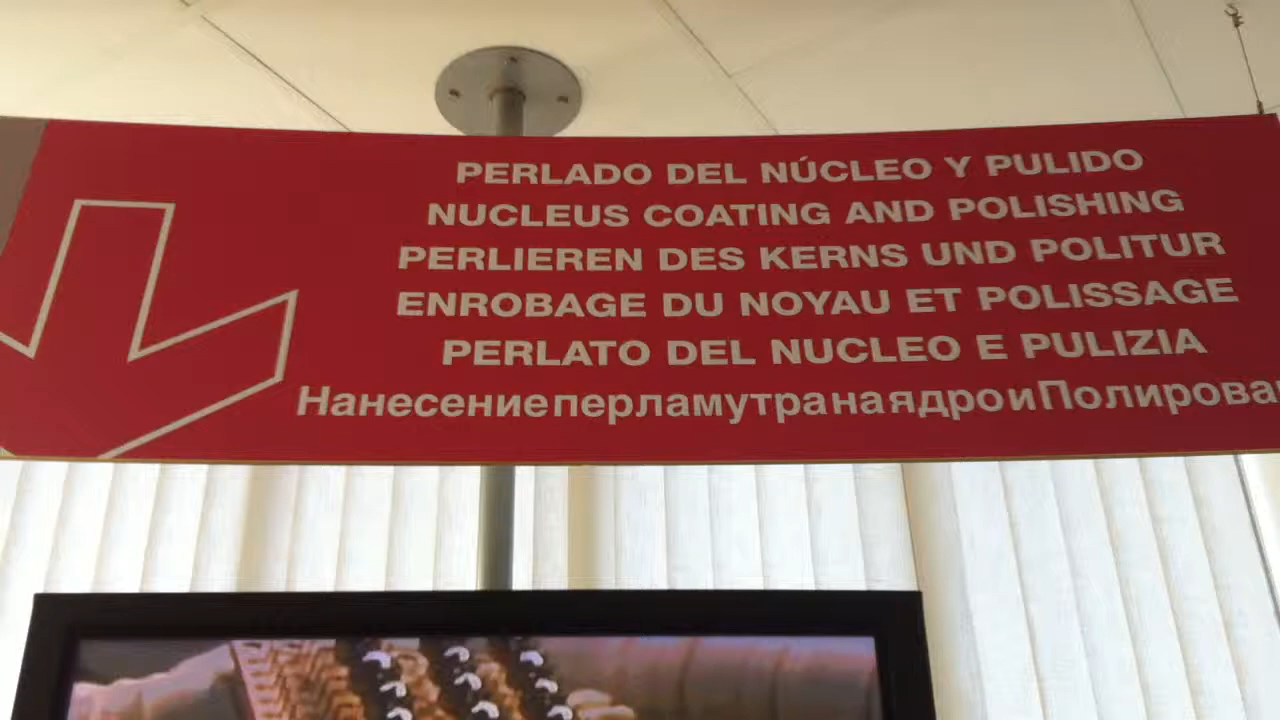 PERLADO DEL NÚCLEO Y PULIDO
NUCLEUS COATING AND POLISHING
PERLIEREN DES KERNS UND POLITUR
ENROBAGE DU NOYAU ET POLISSAGE
PERLATO DEL NUCLEO E PULIZIA
Нанесение перламутра на ядро и